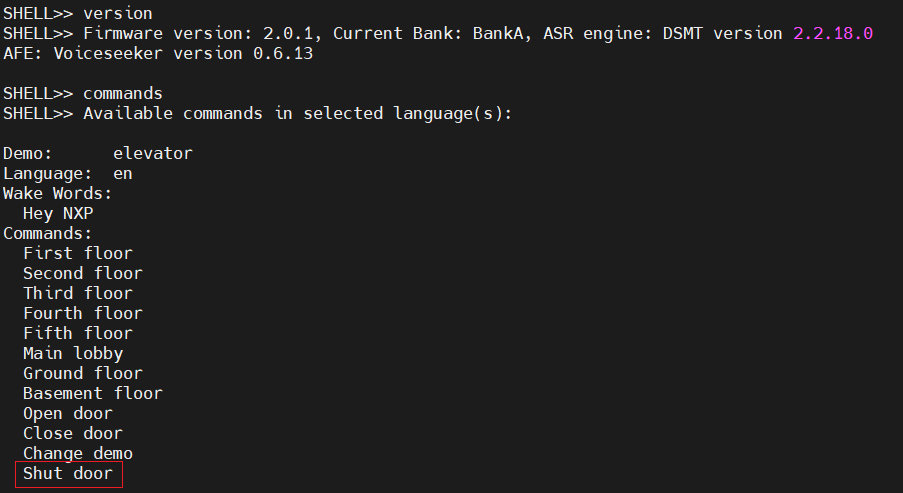 SHELL>> version
SHELL>> Firmware version: 2.0.1, Current Bank: BankA, ASR engine: DSMT version 2.2.18.0
AFE: Voiceseeker version 0.6.13
SHELL>> commands
SHELL>> Available commands in selected language(s):
Demo:      elevator
Language:  en
Wake Words:
  Hey NXP
Commands:
  First floor
  Second floor
  Third floor
  Fourth floor
  Fifth floor
  Main lobby
  Ground floor
  Basement floor
  Open door
  Close door
  Change demo
  Shut door